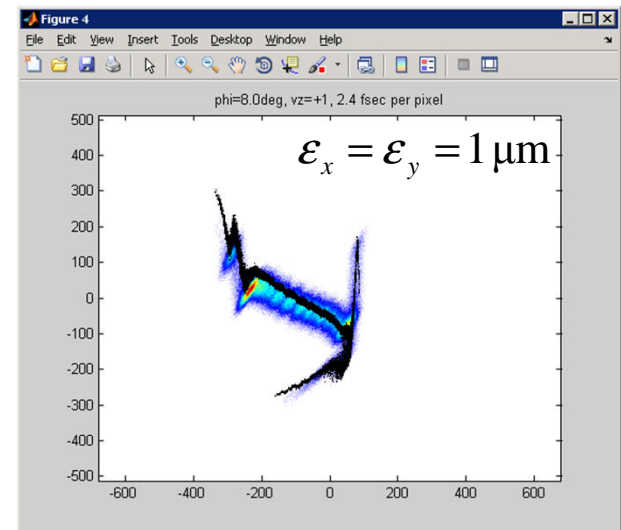 Figure 4
File Edit View Insert Tools Desktop Window Help
phi=8.0deg, vz=+1, 2.4 fsec per pixel
εx = εy = 1 μm
500
400
300
200
100
0
-100
-200
-300
-400
-500
-600 -400 -200 0 200 400 600